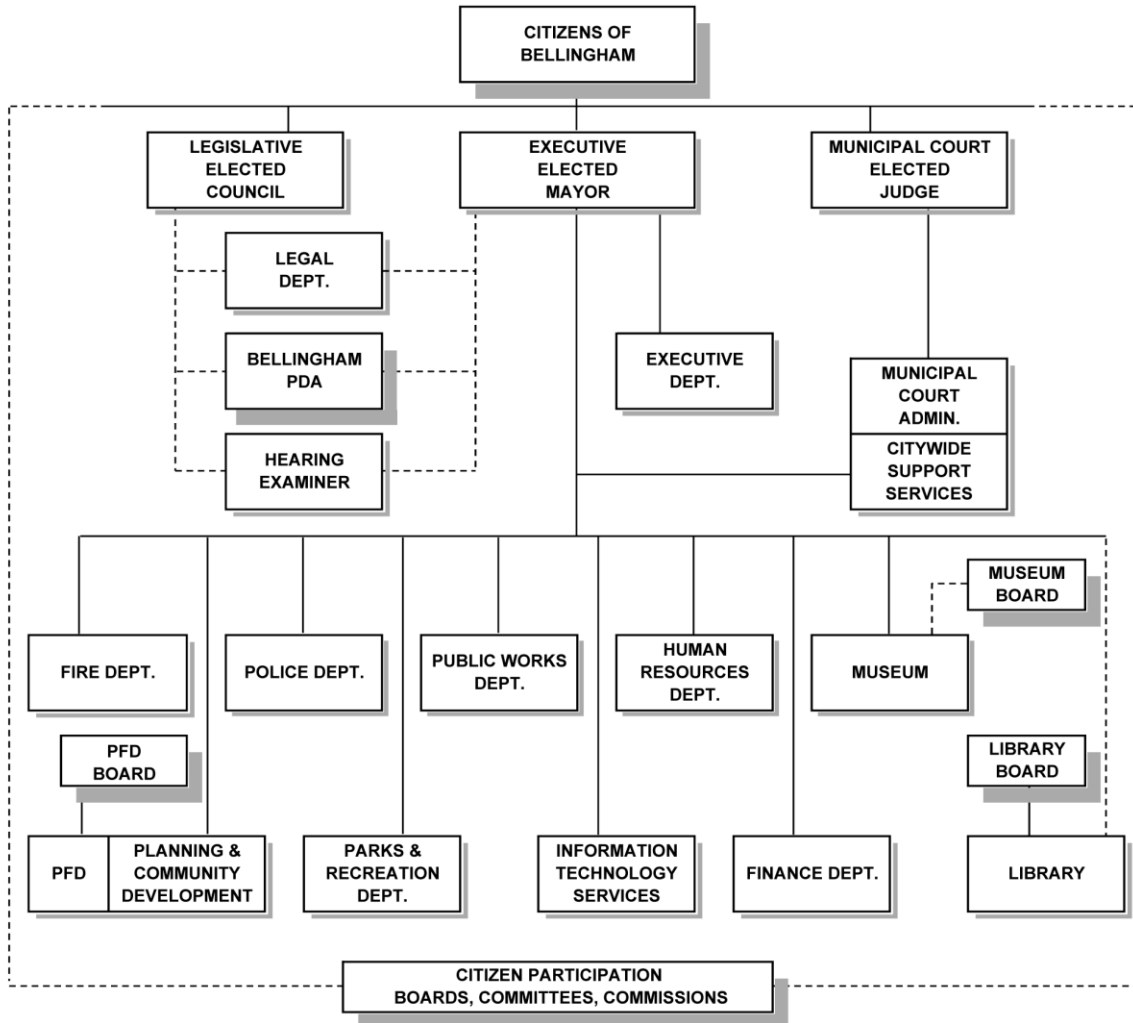 CITIZENS OF
BELLINGHAM
LEGISLATIVE
ELECTED
COUNCIL
EXECUTIVE
ELECTED
MAYOR
MUNICIPAL COURT
ELECTED
JUDGE
LEGAL
DEPT.
BELLINGHAM
PDA
EXECUTIVE
DEPT.
MUNICIPAL
COURT
ADMIN.
HEARING
EXAMINER
CITYWIDE
SUPPORT
SERVICES
MUSEUM
BOARD
FIRE DEPT.
POLICE DEPT.
PUBLIC WORKS
DEPT.
HUMAN
RESOURCES
DEPT.
MUSEUM
PFD
BOARD
LIBRARY
BOARD
PFD
PLANNING &
COMMUNITY
DEVELOPMENT
PARKS &
RECREATION
DEPT.
INFORMATION
TECHNOLOGY
SERVICES
FINANCE DEPT.
LIBRARY
CITIZEN PARTICIPATION
BOARDS, COMMITTEES, COMMISSIONS